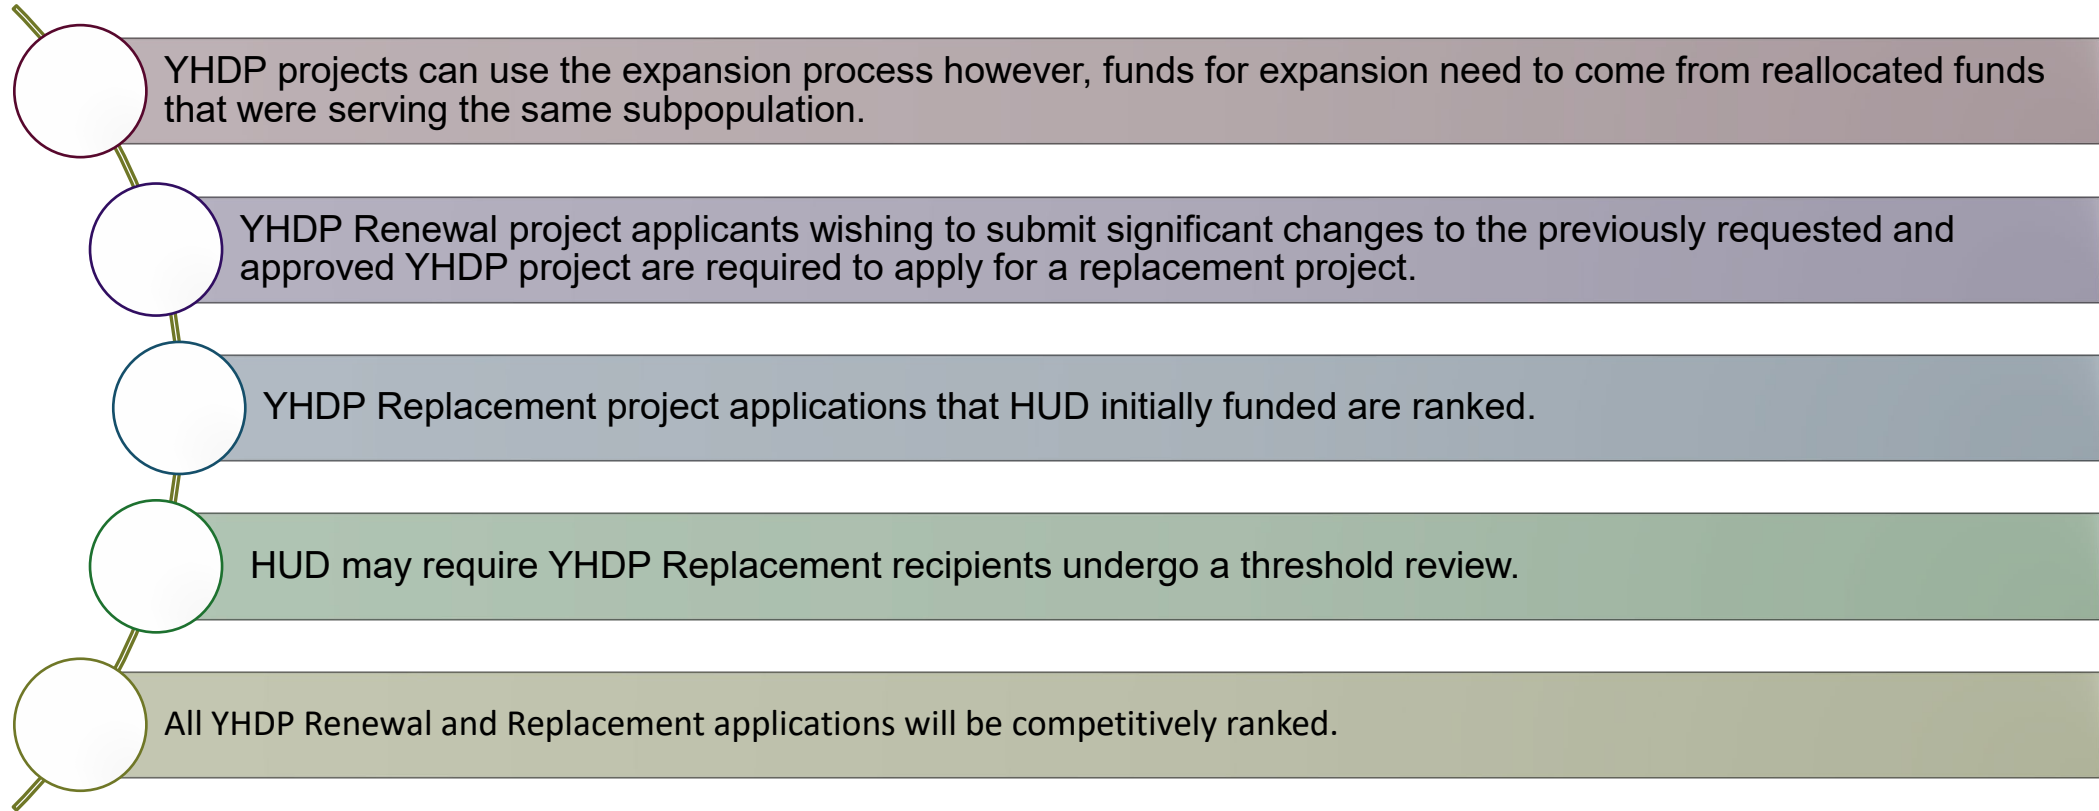 YHDP projects can use the expansion process however, funds for expansion need to come from reallocated funds
that were serving the same subpopulation.
YHDP Renewal project applicants wishing to submit significant changes to the previously requested and
approved YHDP project are required to apply for a replacement project.
YHDP Replacement project applications that HUD initially funded are ranked.
HUD may require YHDP Replacement recipients undergo a threshold review.
All YHDP Renewal and Replacement applications will be competitively ranked.